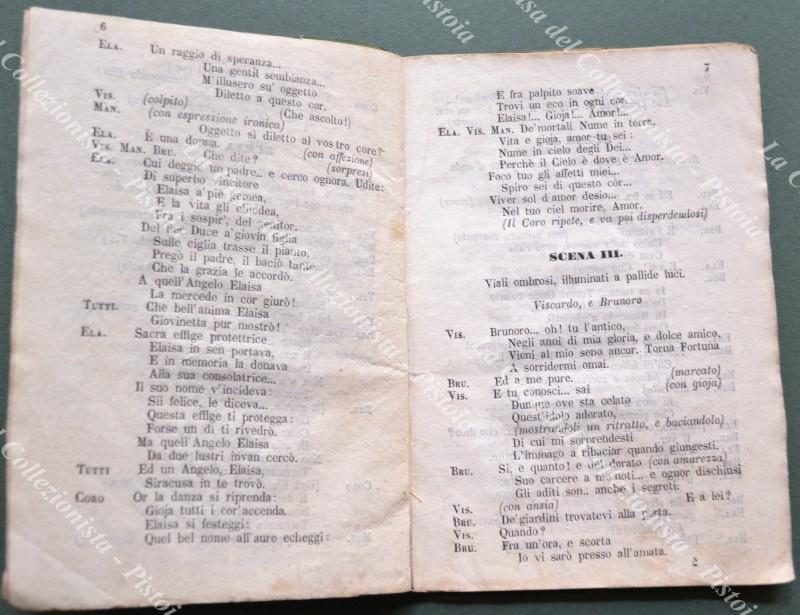 6
ELA. Un raggio di speranza...
Una gentil sembianza...
M'illusero su' oggetto
Diletto a questo cor.
VIS. (colpito) (Che ascolto!)
MAN. (con espressione ironica)
Oggetto sì diletto al vostro core?
ELA. È una donna. (con affezione)
VIS. MAN. BRU. Che dite? (sorpresi)
ELA. Cui deggio un padre.. e cerco ognora. Udite:
Di superbo vincitore
Elaisa a' piè gemea,
E la vita gli chiedea,
Fra i sospir', del genitor.
Del fier Duce a giovin figlia
Sulle ciglia trasse il pianto,
Pregò il padre, il baciò tanto
Che la grazia le accordò.
A quell'Angelo Elaisa
La mercede in cor giurò!
TUTTI. Che bell'anima Elaisa
Giovinetta pur mostrò!
ELA. Sacra effige protettrice
Elaisa in sen portava,
E in memoria la donava
Alla sua consolatrice...
Il suo nome v'incideva:
Sii felice, le diceva...
Questa effige ti protegga:
Forse un dì ti rivedrò.
Ma quell'Angelo Elaisa
Da due lustri invan cercò.
TUTTI Ed un Angelo, Elaisa,
Siracusa in te trovò.
CORO Or la danza si riprenda:
Gioja tutti i cor'accenda.
Elaisa si festeggi:
Quel bel nome all'aure echeggi:
7
E fra palpito soave
Trovi un eco in ogni cor.
Elaisa!... Gioja!... Amor!...
ELA. VIS. MAN. De'mortali Nume in terra,
Vita e gioja, amor tu sei:
Nume in cielo degli Dei...
Perchè il Cielo è dove è Amor.
Foco tuo gli affetti miei...
Spiro sei di questo còr...
Viver sol d'amor desio...
Nel tuo ciel morire, Amor.
(Il Coro ripete, e va poi disperdendosi)
SCENA III.
Viali ombrosi, illuminati a pallide luci.
Viscardo, e Brunoro
VIS. Brunoro... oh! tu l'antico,
Negli anni di mia gloria, e dolce amico,
Vieni al mio seno ancor. Torna Fortuna
A sorridermi omai.
BRU. Ed a me pure. (marcato)
VIS. E tu conosci... sai (con gioja)
Dunque ove sta celato
Quest'idolo adorato,
(mostrandoli un ritratto, e baciandolo)
Di cui mi sorprendesti
L'immago a ribaciar quando giungesti.
BRU. Si, e quanto! e del dorato (con amarezza)
Suo carcere a me noti... e ognor dischiusi
Gli aditi son.. anche i segreti.
VIS. (con ansia) E a lei?
BRU. De'giardini trovatevi alla porta.
VIS. Quando?
BRU. Fra un'ora, e scorta
Io vi sarò presso all'amata.
2
La Casa del Collezionista - Pistoia